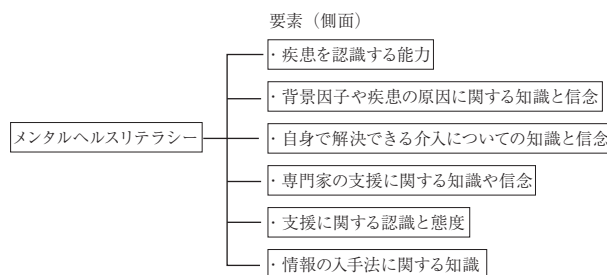 要素（側面）
・疾患を認識する能力
・背景因子や疾患の原因に関する知識と信念
メンタルヘルスリテラシー
・自身で解決できる介入についての知識と信念
・専門家の支援に関する知識や信念
・支援に関する認識と態度
・情報の入手法に関する知識